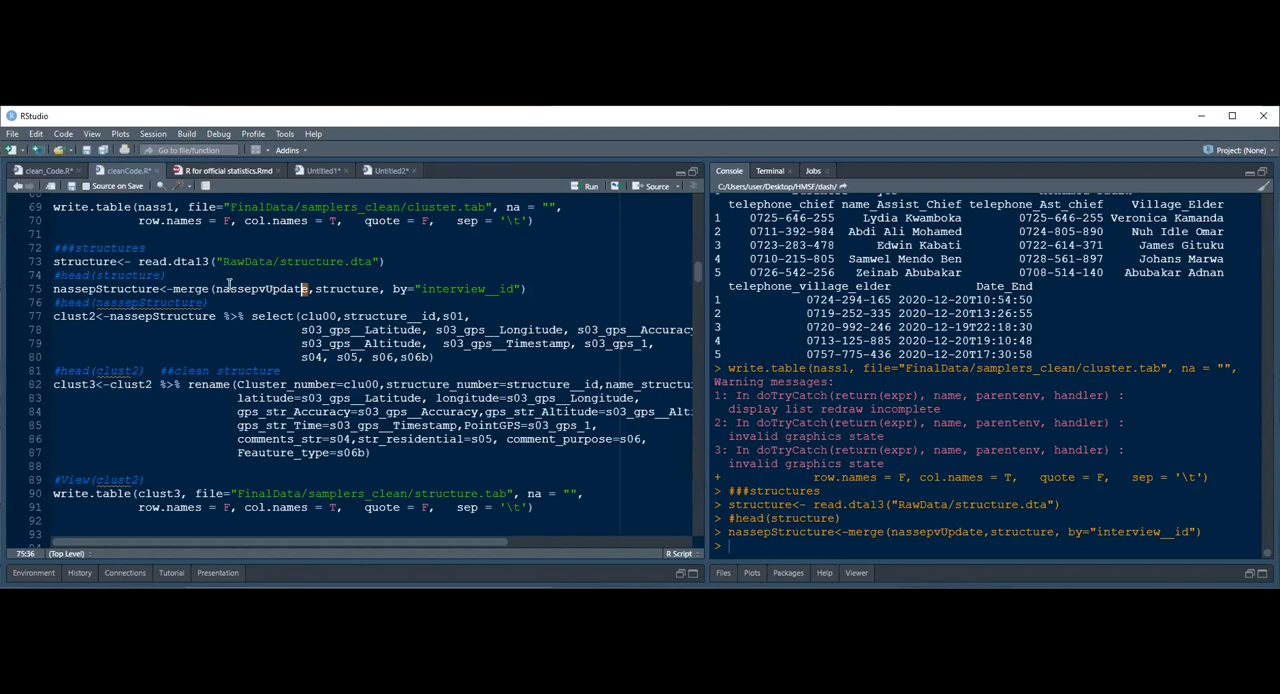 RStudio
File Edit Code View Plots Session Build Debug Profile Tools Help
Go to file/function Addins Project: (None)
clean_Code.R* cleanCode.R* R for official statistics.Rmd Untitled1* Untitled2*
Source on Save Run Source
69 write.table(nass1, file="FinalData/samplers_clean/cluster.tab", na = "",
70 row.names = F, col.names = T, quote = F, sep = '\t')
71
72 ###structures
73 structure<- read.dta13("RawData/structure.dta")
74 #head(structure)
75 nassepStructure<-merge(nassepvUpdate,structure, by="interview__id")
76 #head(nassepStructure)
77 clust2<-nassepStructure %>% select(clu00,structure__id,s01,
78 s03_gps__Latitude, s03_gps__Longitude, s03_gps__Accuracy
79 s03_gps__Altitude, s03_gps__Timestamp, s03_gps_1,
80 s04, s05, s06,s06b)
81 #head(clust2) ##clean structure
82 clust3<-clust2 %>% rename(Cluster_number=clu00,structure_number=structure__id,name_structu
83 latitude=s03_gps__Latitude, longitude=s03_gps__Longitude,
84 gps_str_Accuracy=s03_gps__Accuracy,gps_str_Altitude=s03_gps__Alti
85 gps_str_Time=s03_gps__Timestamp,PointGPS=s03_gps_1,
86 comments_str=s04,str_residential=s05, comment_purpose=s06,
87 Feauture_type=s06b)
88
89 #View(clust2)
90 write.table(clust3, file="FinalData/samplers_clean/structure.tab", na = "",
91 row.names = F, col.names = T, quote = F, sep = '\t')
92
93
75:36 (Top Level) R Script
Environment History Connections Tutorial Presentation
Console Terminal Jobs
C:/Users/user/Desktop/HMSF/dash/
telephone_chief name_Assist_Chief telephone_Ast_chief Village_Elder
1 0725-646-255 Lydia Kwamboka 0725-646-255 Veronica Kamanda
2 0711-392-984 Abdi Ali Mohamed 0724-805-890 Nuh Idle Omar
3 0723-283-478 Edwin Kabati 0722-614-371 James Gituku
4 0710-215-805 Samwel Mendo Ben 0728-561-897 Johans Marwa
5 0726-542-256 Zeinab Abubakar 0708-514-140 Abubakar Adnan
telephone_village_elder Date_End
1 0724-294-165 2020-12-20T10:54:50
2 0719-252-335 2020-12-20T13:26:55
3 0720-992-246 2020-12-19T22:18:30
4 0713-125-885 2020-12-20T19:10:48
5 0757-775-436 2020-12-20T17:30:58
> write.table(nass1, file="FinalData/samplers_clean/cluster.tab", na = "",
Warning messages:
1: In doTryCatch(return(expr), name, parentenv, handler) :
display list redraw incomplete
2: In doTryCatch(return(expr), name, parentenv, handler) :
invalid graphics state
3: In doTryCatch(return(expr), name, parentenv, handler) :
invalid graphics state
+ row.names = F, col.names = T, quote = F, sep = '\t')
> ###structures
> structure<- read.dta13("RawData/structure.dta")
> #head(structure)
> nassepStructure<-merge(nassepvUpdate,structure, by="interview__id")
>
Files Plots Packages Help Viewer